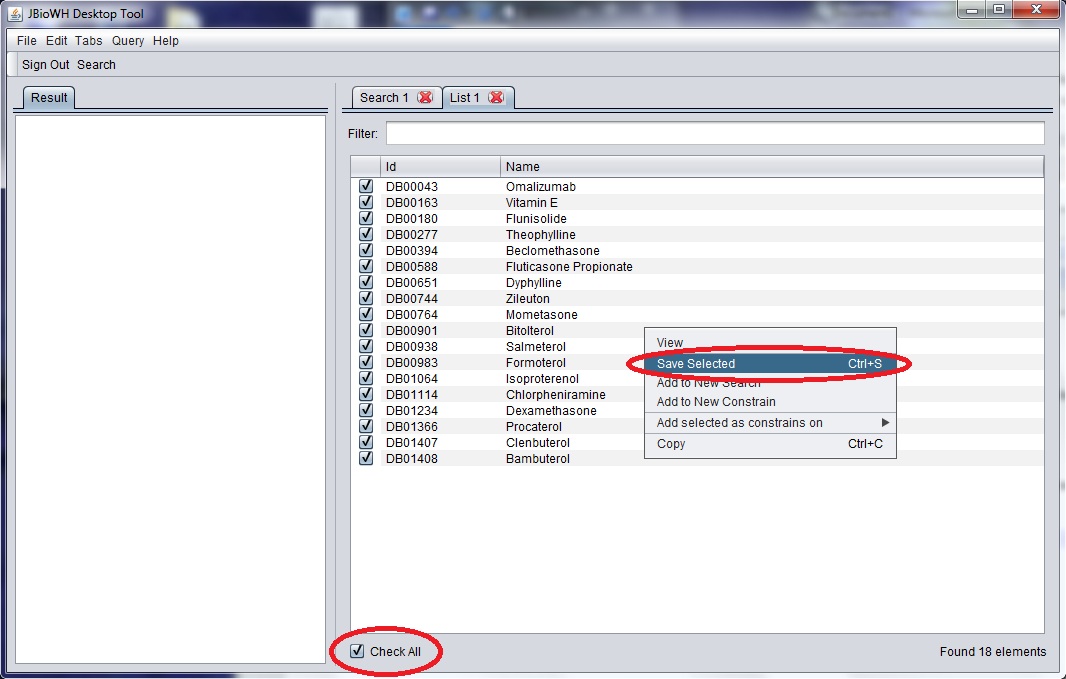 JBioWH Desktop Tool
File Edit Tabs Query Help
Sign Out Search
Result
Search 1 List 1
Filter:
Id Name
DB00043 Omalizumab
DB00163 Vitamin E
DB00180 Flunisolide
DB00277 Theophylline
DB00394 Beclomethasone
DB00588 Fluticasone Propionate
DB00651 Dyphylline
DB00744 Zileuton
DB00764 Mometasone
DB00901 Bitolterol
DB00938 Salmeterol
DB00983 Formoterol
DB01064 Isoproterenol
DB01114 Chlorpheniramine
DB01234 Dexamethasone
DB01366 Procaterol
DB01407 Clenbuterol
DB01408 Bambuterol
View
Save Selected Ctrl+S
Add to New Search
Add to New Constrain
Add selected as constrains on
Copy Ctrl+C
Check All
Found 18 elements